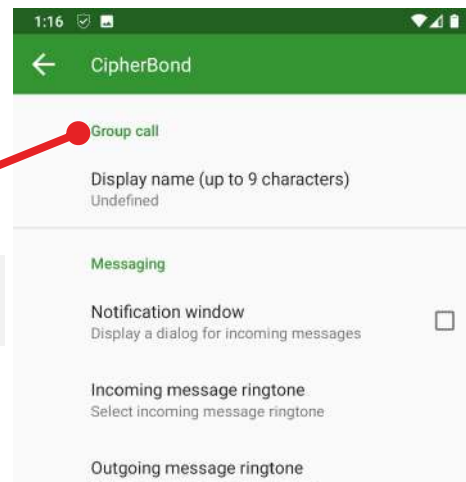 1:16
CipherBond
Group call
Display name (up to 9 characters)
Undefined
Messaging
Notification window
Display a dialog for incoming messages
Incoming message ringtone
Select incoming message ringtone
Outgoing message ringtone